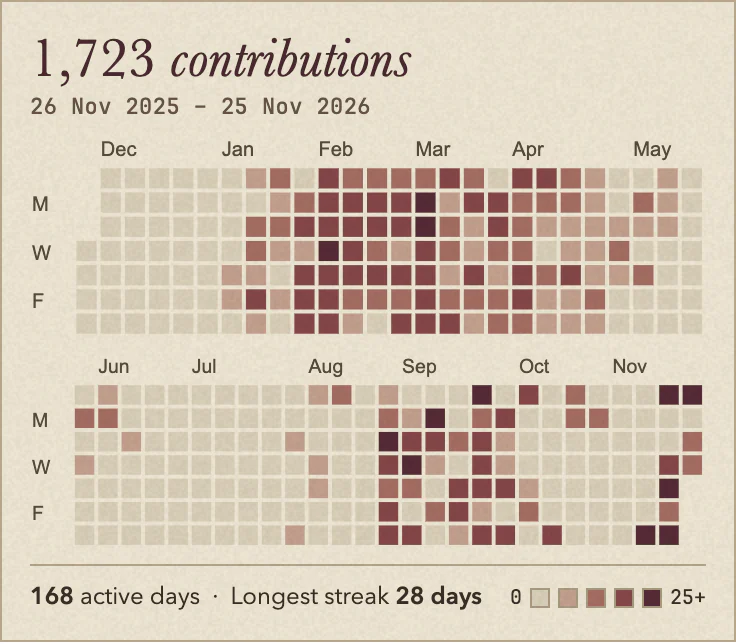 1,723 contributions
26 Nov 2025 – 25 Nov 2026
Dec Jan Feb Mar Apr May
M
W
F
Jun Jul Aug Sep Oct Nov
M
W
F
168 active days · Longest streak 28 days 0 25+